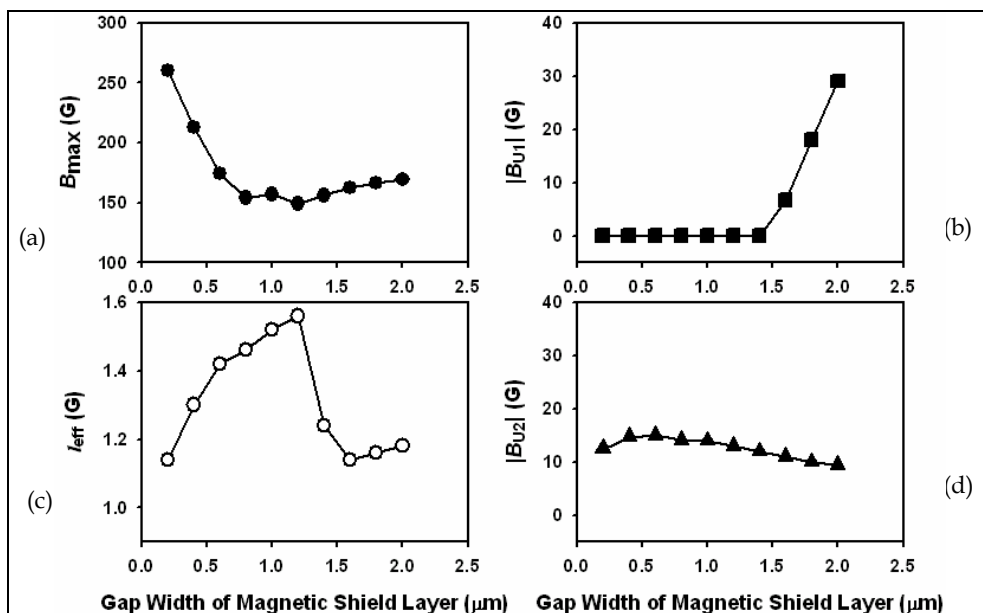 300
250
200
150
100
B_max (G)
0.0 0.5 1.0 1.5 2.0 2.5
(a)
40
30
20
10
0
|B_U1| (G)
0.0 0.5 1.0 1.5 2.0 2.5
(b)
1.6
1.4
1.2
1.0
l_eff (G)
0.0 0.5 1.0 1.5 2.0 2.5
Gap Width of Magnetic Shield Layer (μm)
(c)
40
30
20
10
0
|B_U2| (G)
0.0 0.5 1.0 1.5 2.0 2.5
Gap Width of Magnetic Shield Layer (μm)
(d)